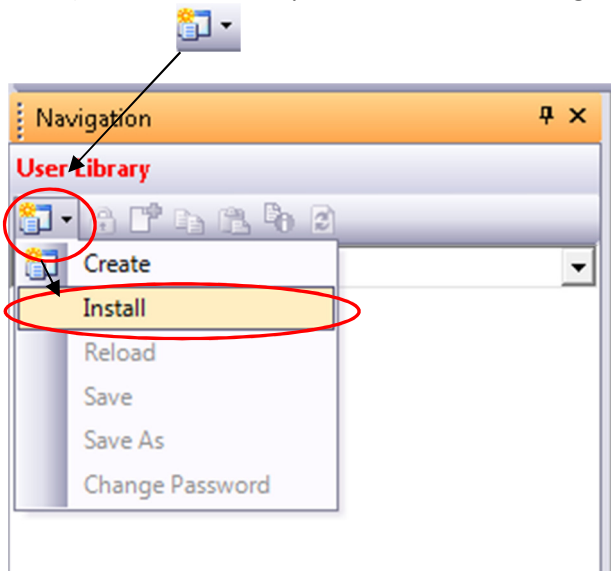 Navigation
User Library
Create
Install
Reload
Save
Save As
Change Password